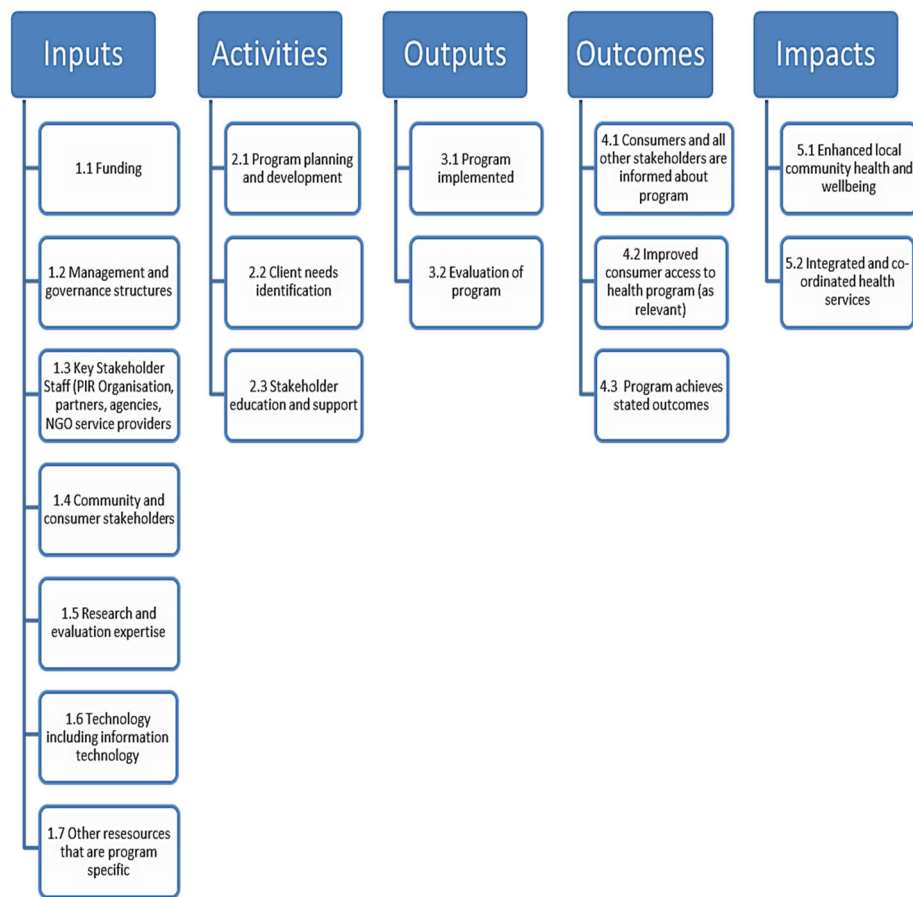 Inputs
1.1 Funding
1.2 Management and
governance structures
1.3 Key Stakeholder
Staff (PIR Organisation,
partners, agencies,
NGO service providers
1.4 Community and
consumer stakeholders
1.5 Research and
evaluation expertise
1.6 Technology
including information
technology
1.7 Other resesources
that are program
specific
Activities
2.1 Program planning
and development
2.2 Client needs
identification
2.3 Stakeholder
education and support
Outputs
3.1 Program
implemented
3.2 Evaluation of
program
Outcomes
4.1 Consumers and all
other stakeholders are
informed about
program
4.2 Improved
consumer access to
health program (as
relevant)
4.3 Program achieves
stated outcomes
Impacts
5.1 Enhanced local
community health and
wellbeing
5.2 Integrated and co-
ordinated health
services